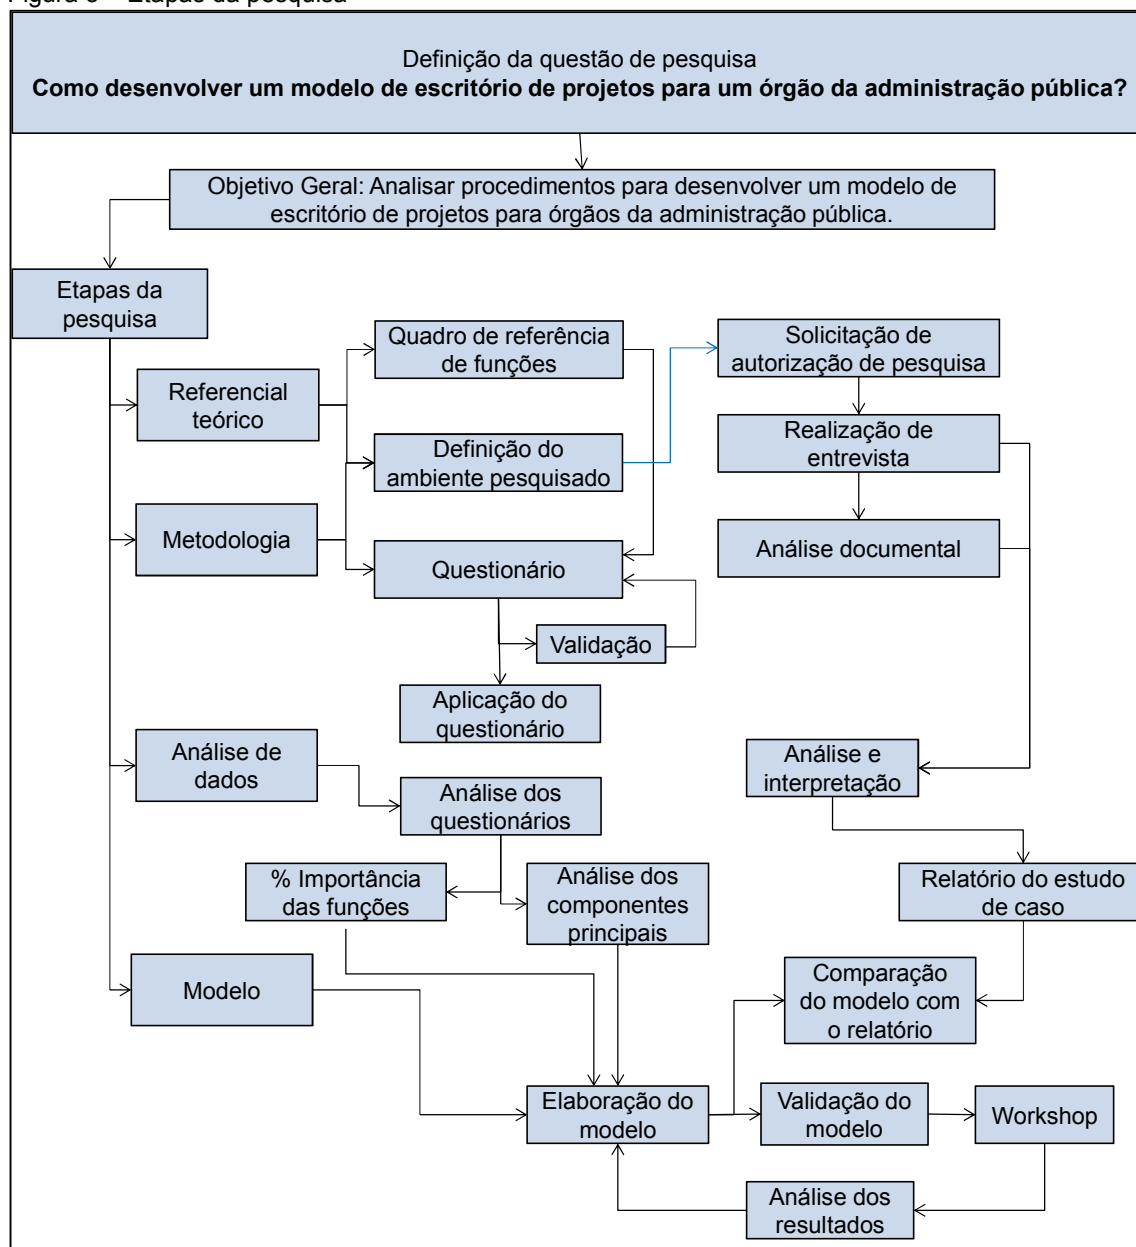 Definição da questão de pesquisa
Como desenvolver um modelo de escritório de projetos para um órgão da administração pública?
Objetivo Geral: Analisar procedimentos para desenvolver um modelo de
escritório de projetos para órgãos da administração pública.
Etapas da
pesquisa
Referencial
teórico
Quadro de referência
de funções
Solicitação de
autorização de pesquisa
Definição do
ambiente pesquisado
Realização de
entrevista
Metodologia
Questionário
Análise documental
Validação
Aplicação do
questionário
Análise de
dados
Análise dos
questionários
Análise e
interpretação
% Importância
das funções
Análise dos
componentes
principais
Relatório do estudo
de caso
Modelo
Comparação
do modelo com
o relatório
Elaboração do
modelo
Validação do
modelo
Workshop
Análise dos
resultados